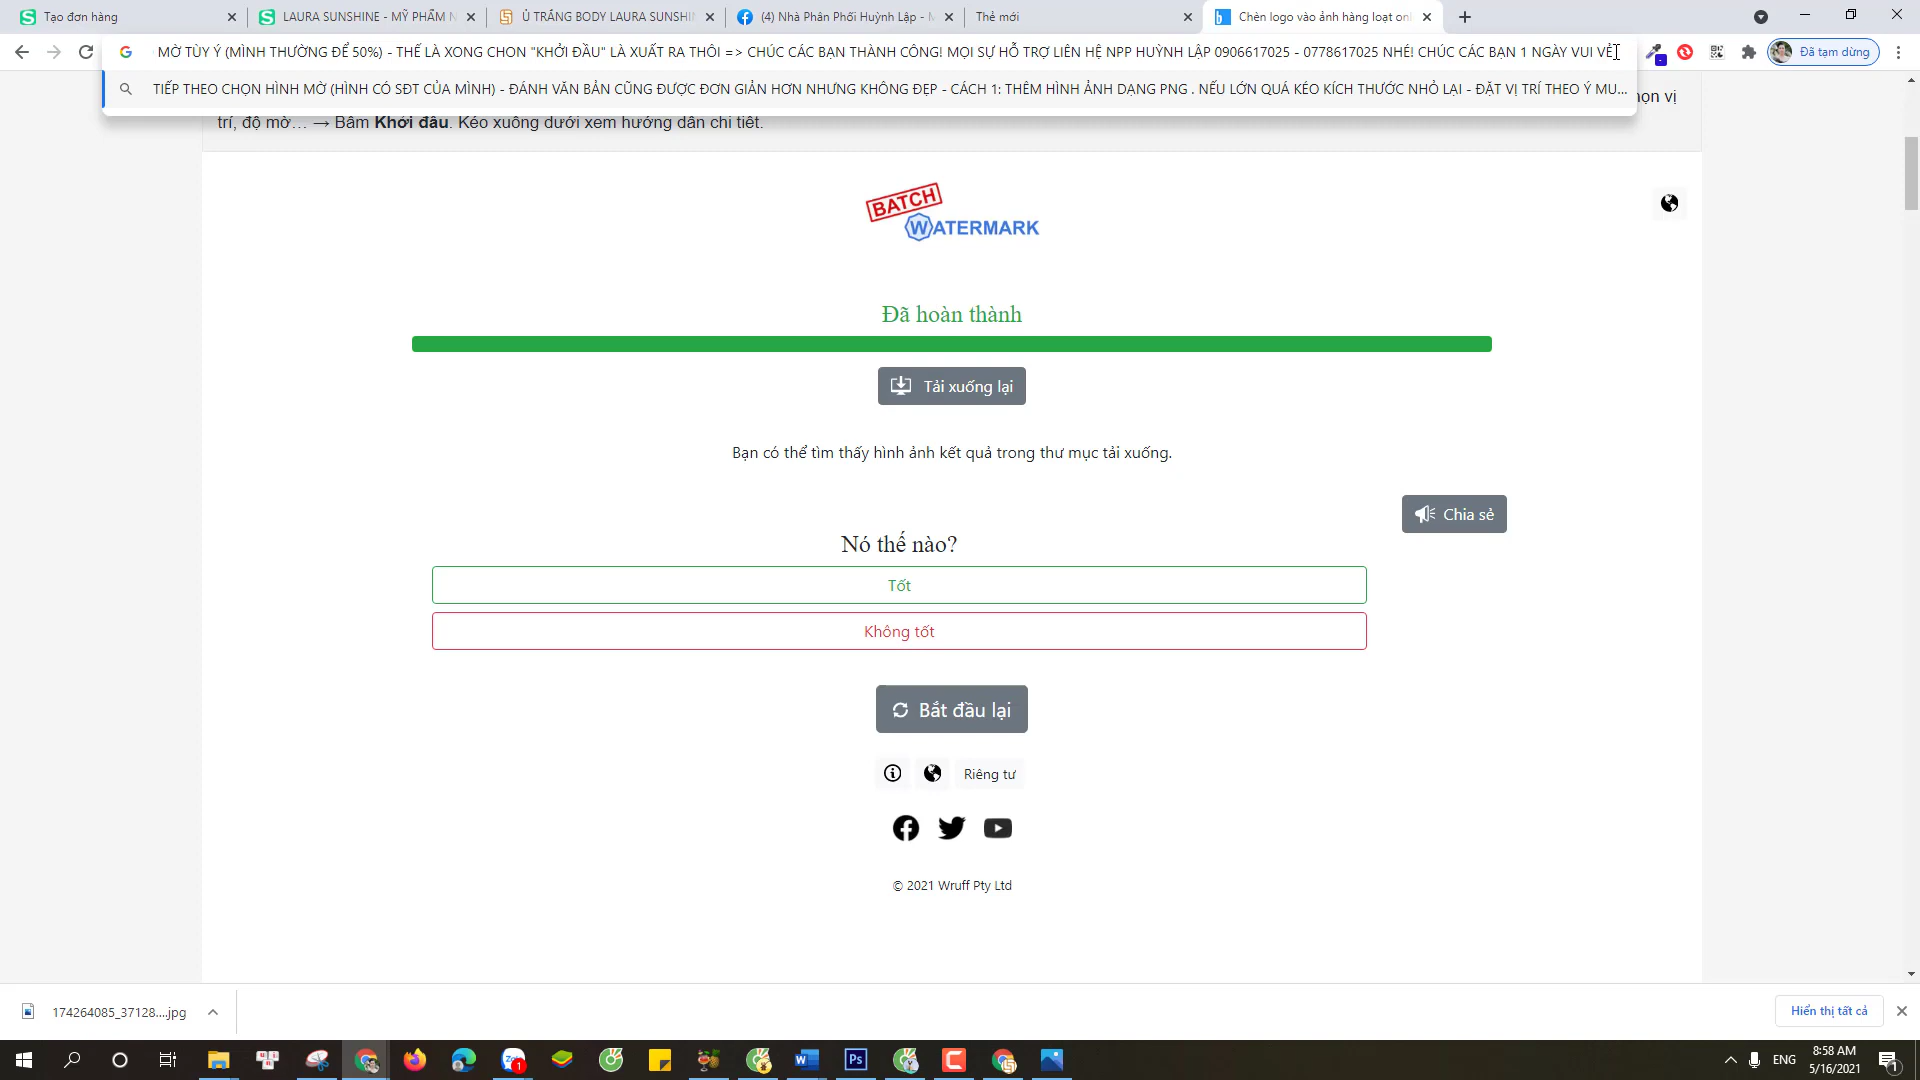 Tạo đơn hàng
LAURA SUNSHINE - MỸ PHẨM N
Ủ TRẮNG BODY LAURA SUNSHIN
(4) Nhà Phân Phối Huỳnh Lập - M
Thẻ mới
Chèn logo vào ảnh hàng loạt onl
MỜ TÙY Ý (MÌNH THƯỜNG ĐỂ 50%) - THẾ LÀ XONG CHON "KHỞI ĐẦU" LÀ XUẤT RA THÔI => CHÚC CÁC BẠN THÀNH CÔNG! MỌI SỰ HỖ TRỢ LIÊN HỆ NPP HUỲNH LẬP 0906617025 - 0778617025 NHÉ! CHÚC CÁC BẠN 1 NGÀY VUI VẺ
Đã tạm dừng
TIẾP THEO CHỌN HÌNH MỜ (HÌNH CÓ SĐT CỦA MÌNH) - ĐÁNH VĂN BẢN CŨNG ĐƯỢC ĐƠN GIẢN HƠN NHƯNG KHÔNG ĐẸP - CÁCH 1: THÊM HÌNH ẢNH DẠNG PNG . NẾU LỚN QUÁ KÉO KÍCH THƯỚC NHỎ LẠI - ĐẶT VỊ TRÍ THEO Ý MU...
họn vị
trí, độ mờ… → Bấm Khởi đầu. Kéo xuống dưới xem hướng dẫn chi tiết.
BATCH
WATERMARK
Đã hoàn thành
Tải xuống lại
Bạn có thể tìm thấy hình ảnh kết quả trong thư mục tải xuống.
Chia sẻ
Nó thế nào?
Tốt
Không tốt
Bắt đầu lại
Riêng tư
© 2021 Wruff Pty Ltd
174264085_37128....jpg
Hiển thị tất cả
ENG
8:58 AM
5/16/2021